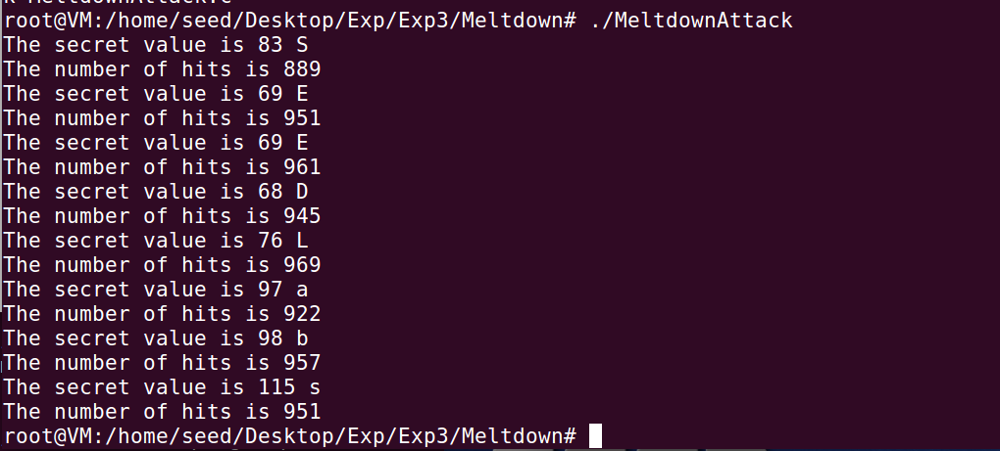 root@VM:/home/seed/Desktop/Exp/Exp3/Meltdown# ./MeltdownAttack
The secret value is 83 S
The number of hits is 889
The secret value is 69 E
The number of hits is 951
The secret value is 69 E
The number of hits is 961
The secret value is 68 D
The number of hits is 945
The secret value is 76 L
The number of hits is 969
The secret value is 97 a
The number of hits is 922
The secret value is 98 b
The number of hits is 957
The secret value is 115 s
The number of hits is 951
root@VM:/home/seed/Desktop/Exp/Exp3/Meltdown#